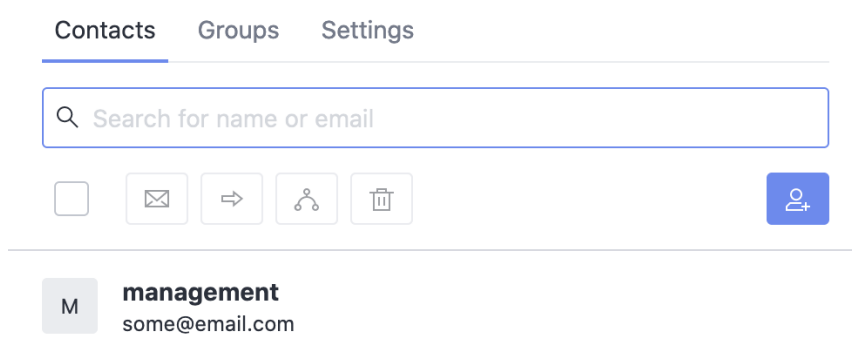 Contacts Groups Settings
Search for name or email
M
management
some@email.com